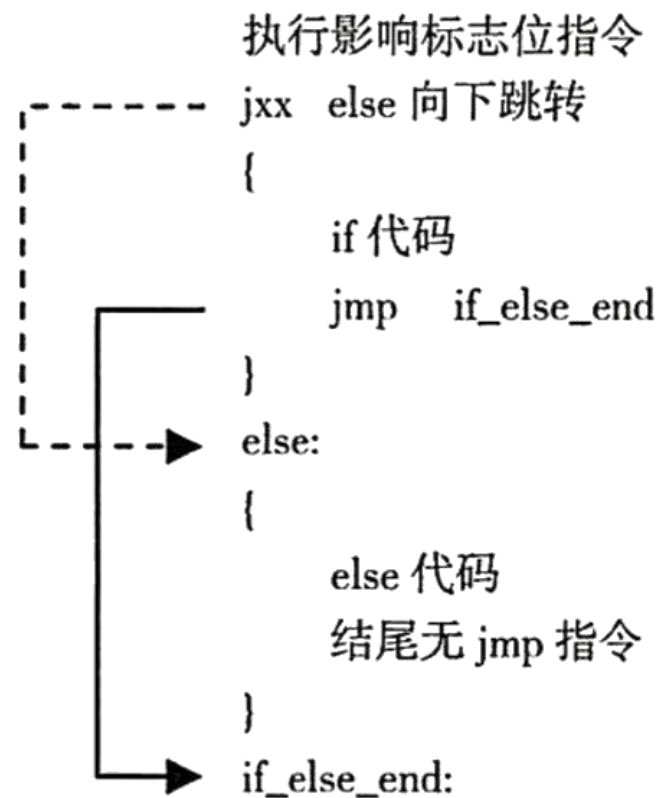 执行影响标志位指令
jxx else 向下跳转
{
if 代码
jmp if_else_end
}
else:
{
else 代码
结尾无 jmp 指令
}
if_else_end: